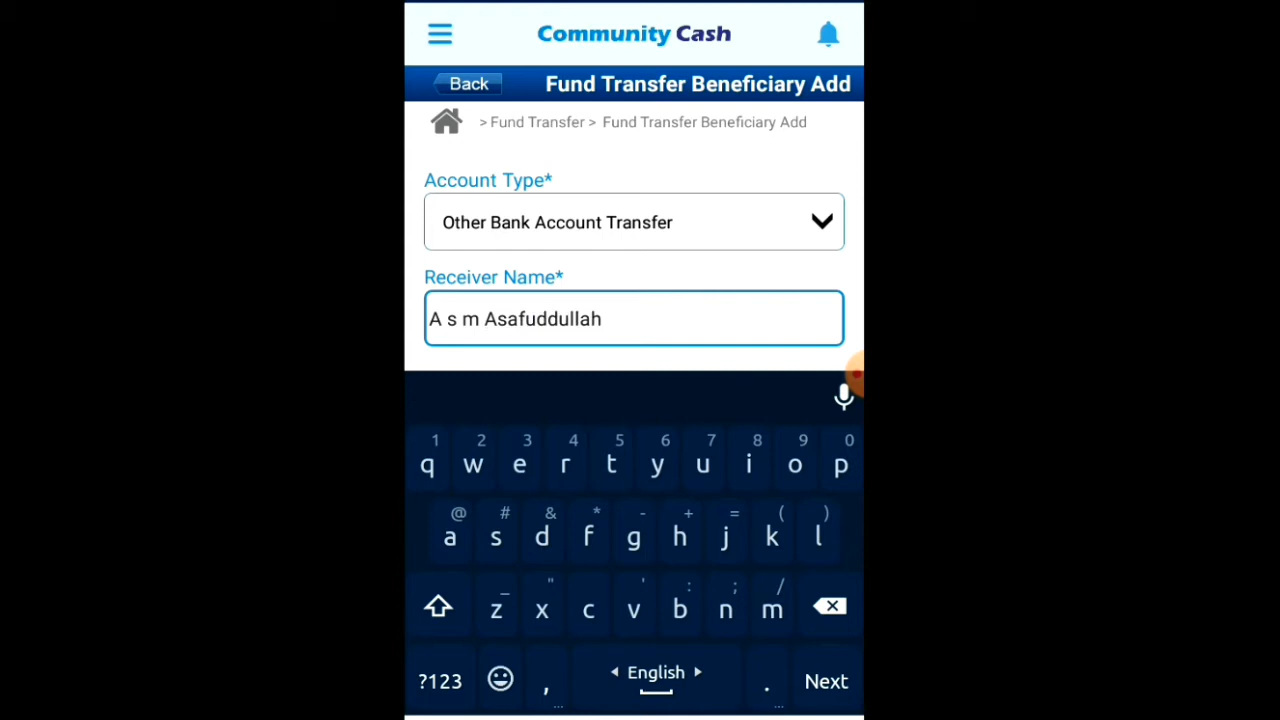 Community Cash
Back Fund Transfer Beneficiary Add
> Fund Transfer > Fund Transfer Beneficiary Add
Account Type*
Other Bank Account Transfer
Receiver Name*
A s m Asafuddullah
1 2 3 4 5 6 7 8 9 0
q w e r t y u i o p
@ # & * - + = ( )
a s d f g h j k l
_ " ' : ; /
z x c v b n m
?123 , English . Next